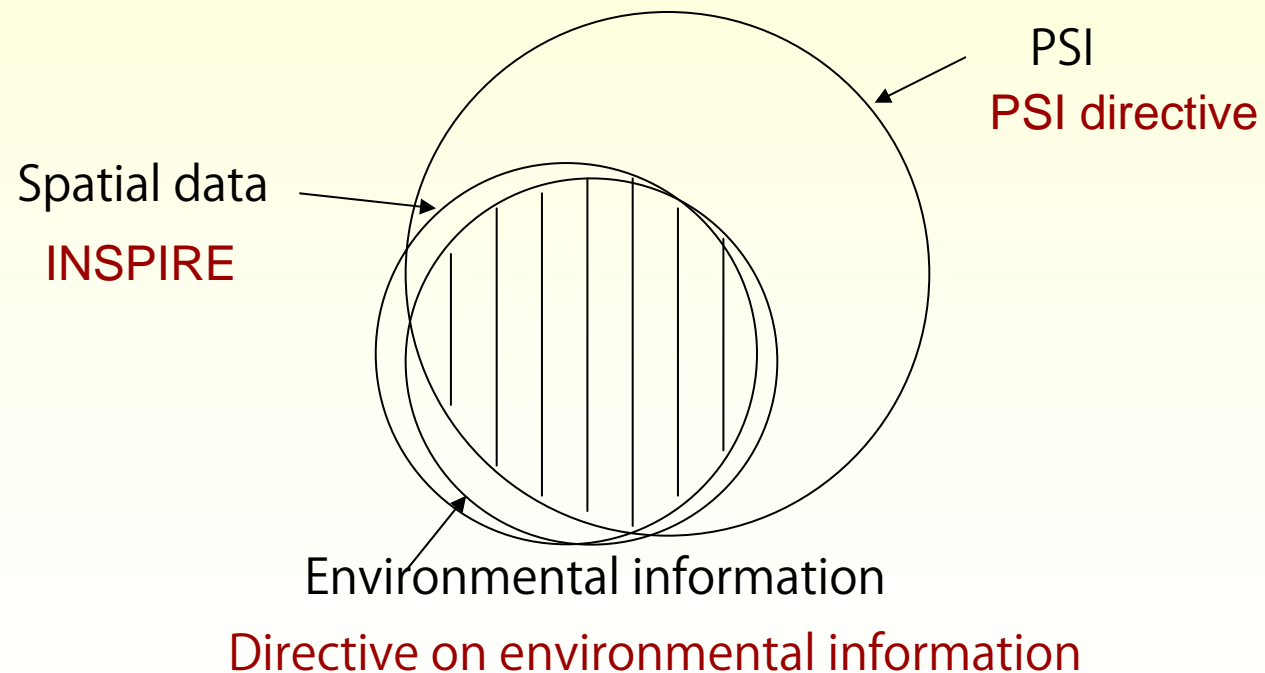 PSI
PSI directive
Spatial data
INSPIRE
Environmental information
Directive on environmental information